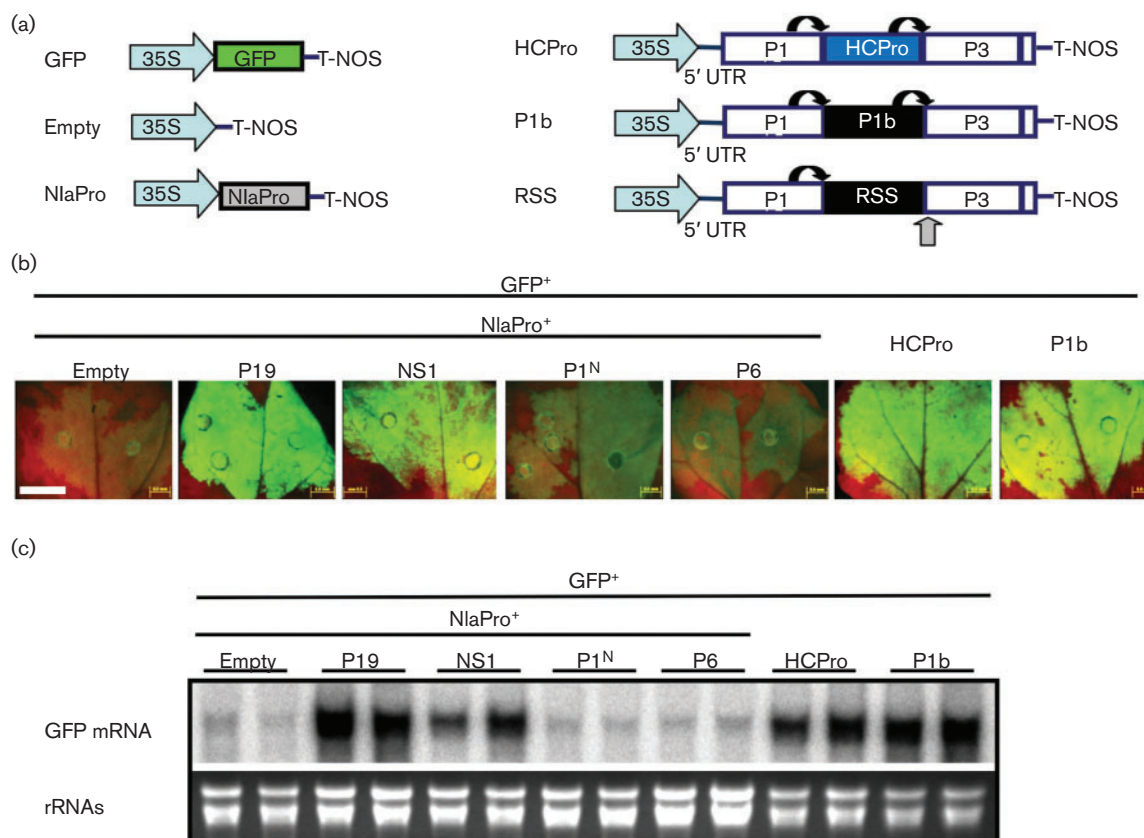 (a)
GFP 35S GFP T-NOS
Empty 35S T-NOS
NlaPro 35S NlaPro T-NOS
HCPro 35S P1 HCPro P3 T-NOS
5′ UTR
P1b 35S P1 P1b P3 T-NOS
5′ UTR
RSS 35S P1 RSS P3 T-NOS
5′ UTR
(b)
GFP⁺
NlaPro⁺
Empty P19 NS1 P1ᴺ P6 HCPro P1b
(c)
GFP⁺
NlaPro⁺
Empty P19 NS1 P1ᴺ P6 HCPro P1b
GFP mRNA
rRNAs